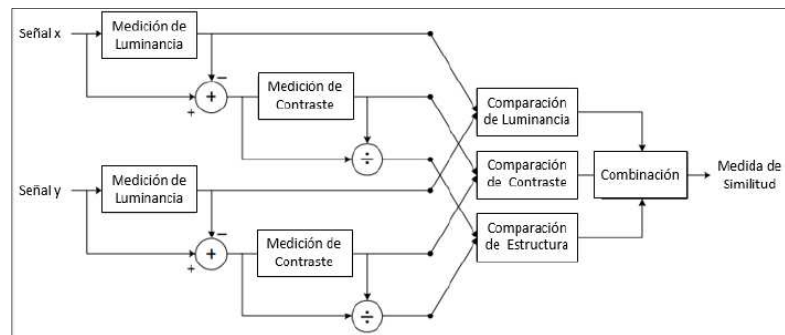 Señal x
Medición de
Luminancia
−
+
+
Medición de
Contraste
÷
Señal y
Medición de
Luminancia
−
+
+
Medición de
Contraste
÷
Comparación
de Luminancia
Comparación
de Contraste
Comparación
de Estructura
Combinación
Medida de
Similitud